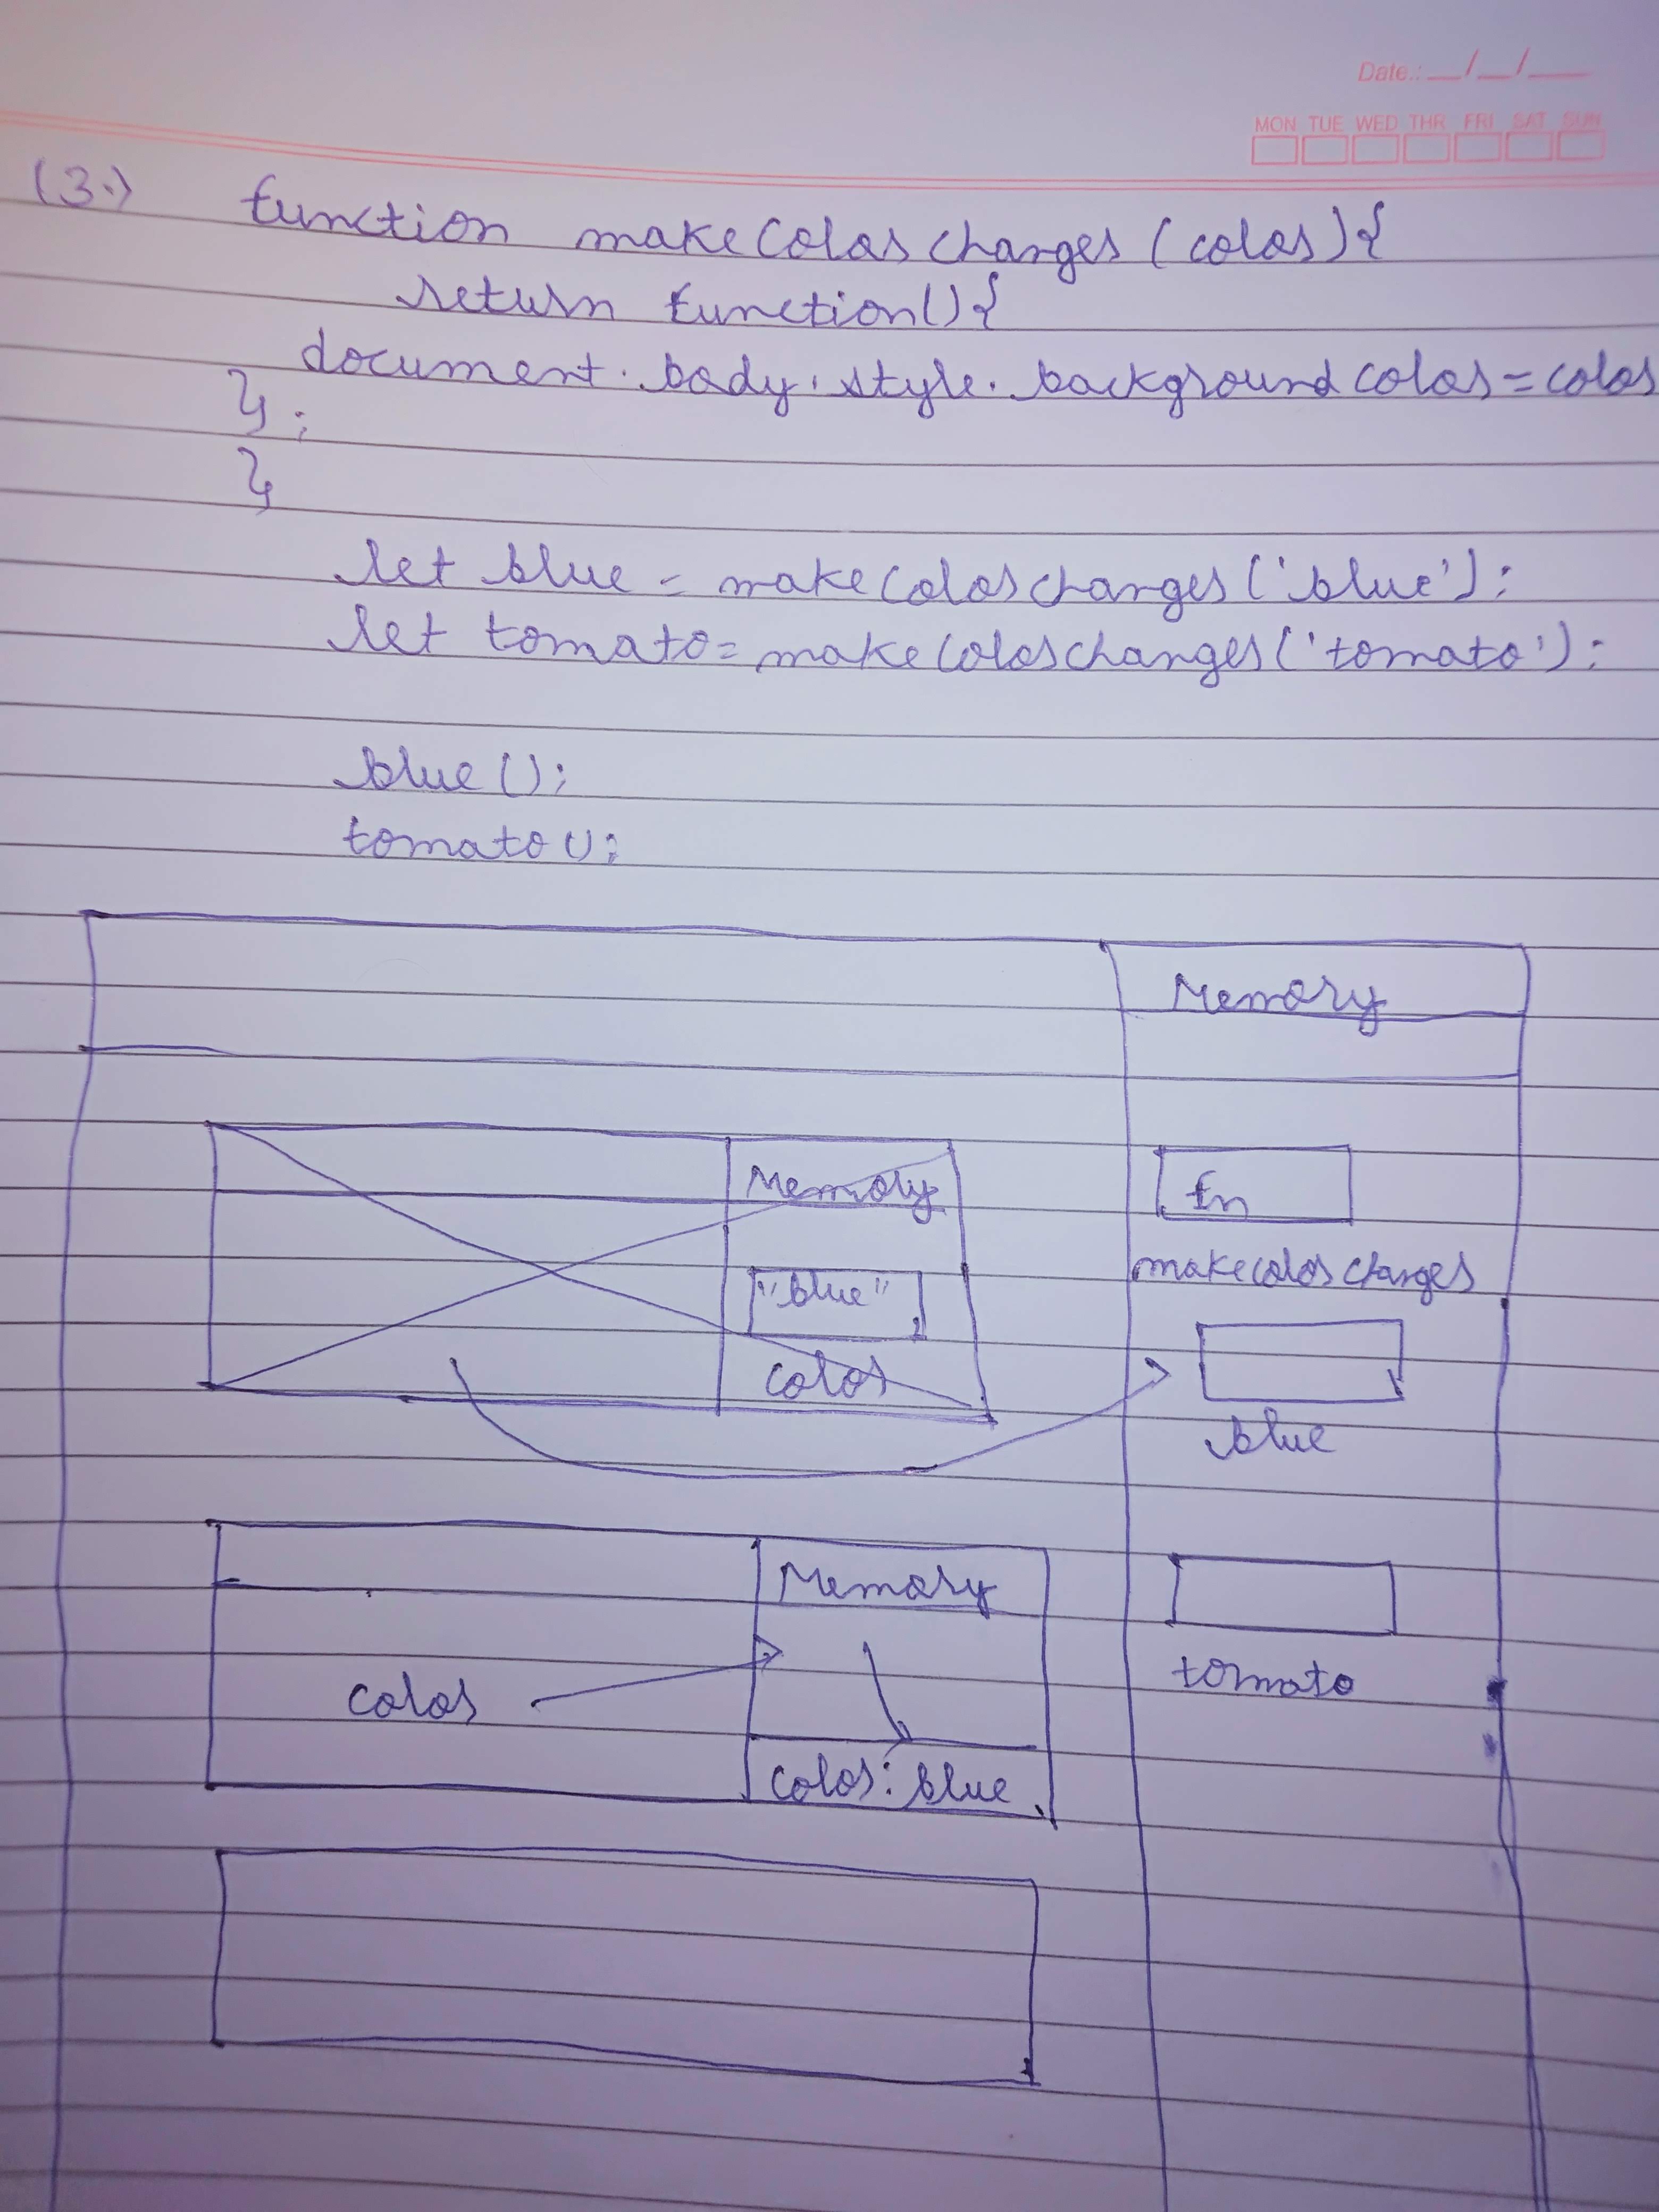 Date.: __/__/__
MON TUE WED THR FRI SAT SUN
(3.) function makeColorchanges (color){
return function(){
document.body.style.backgroundcolor=color
};
}
let blue = makeColorchanges('blue');
let tomato=makeColorchanges('tomato');
blue();
tomato();
Memory
Memory
fn
makecolorchanges
"blue"
color
blue
Memory
color
tomato
color: blue